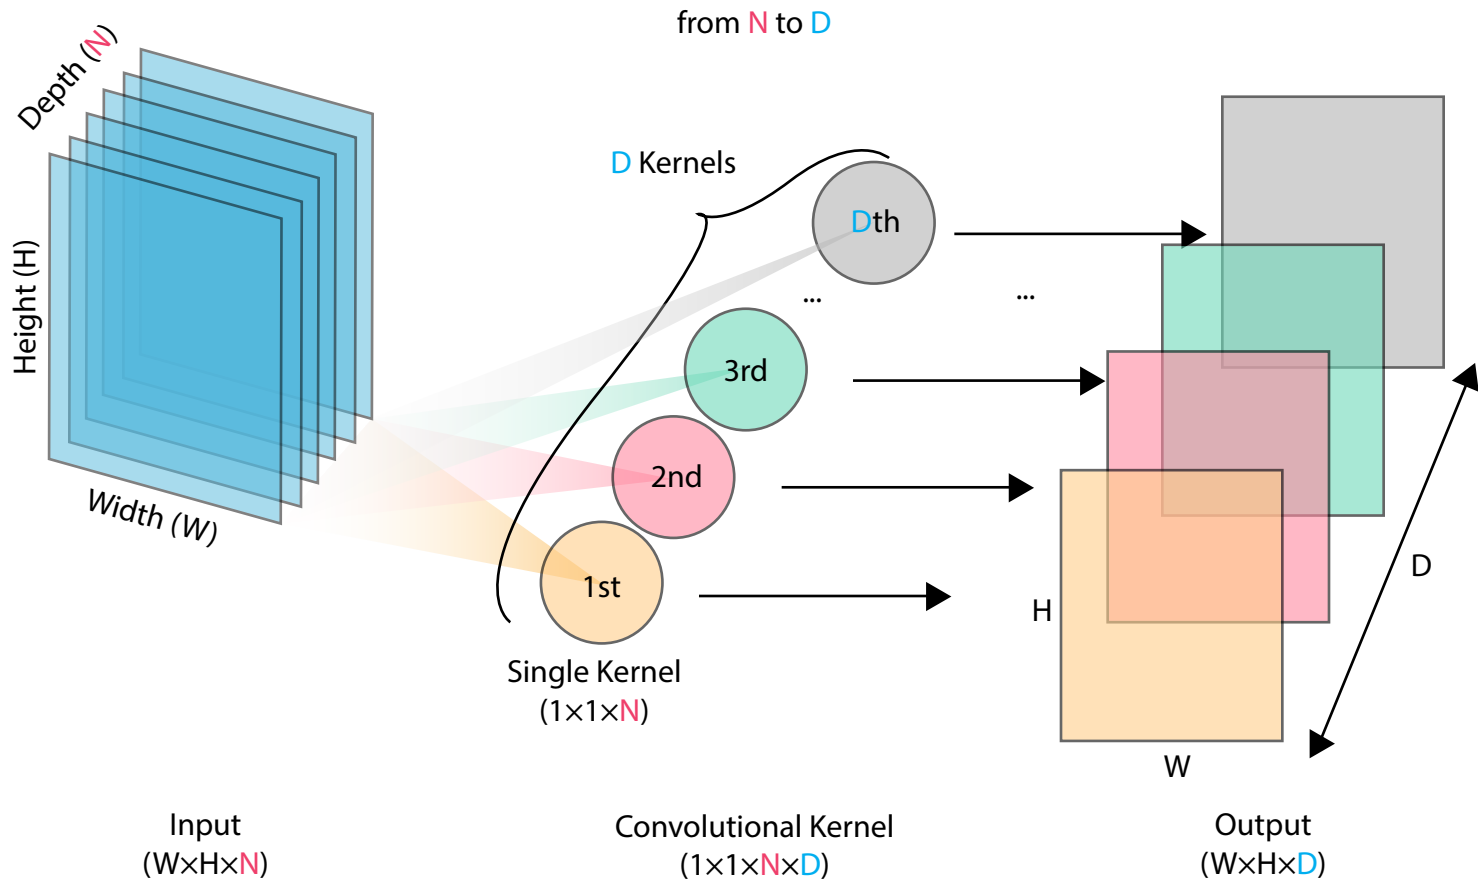 from N to D
Depth (N)
Height (H)
Width (W)
D Kernels
Dth
...
...
3rd
2nd
1st
Single Kernel
(1×1×N)
H
W
D
Input
(W×H×N)
Convolutional Kernel
(1×1×N×D)
Output
(W×H×D)